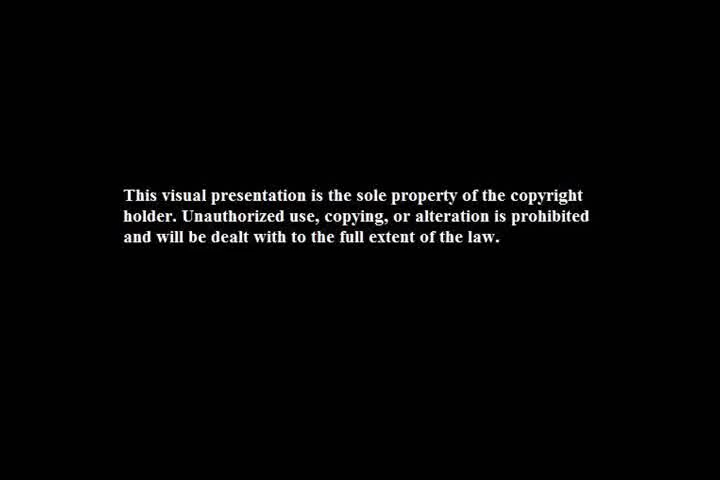 This visual presentation is the sole property of the copyright
holder. Unauthorized use, copying, or alteration is prohibited
and will be dealt with to the full extent of the law.